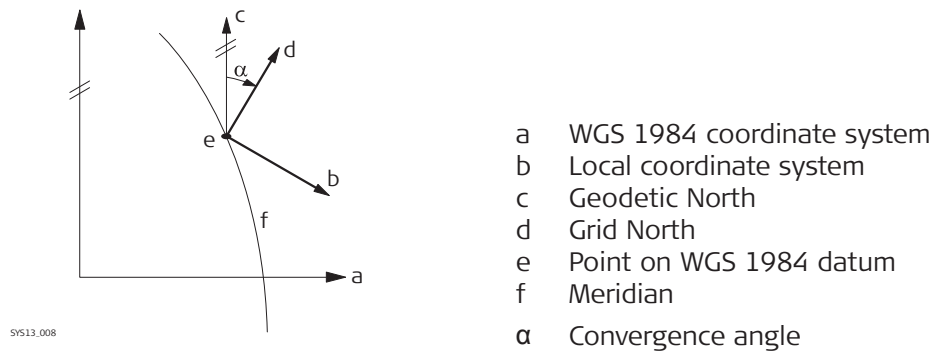 c
d
α
e
b
f
a
SYS13_008
a WGS 1984 coordinate system
b Local coordinate system
c Geodetic North
d Grid North
e Point on WGS 1984 datum
f Meridian
α Convergence angle